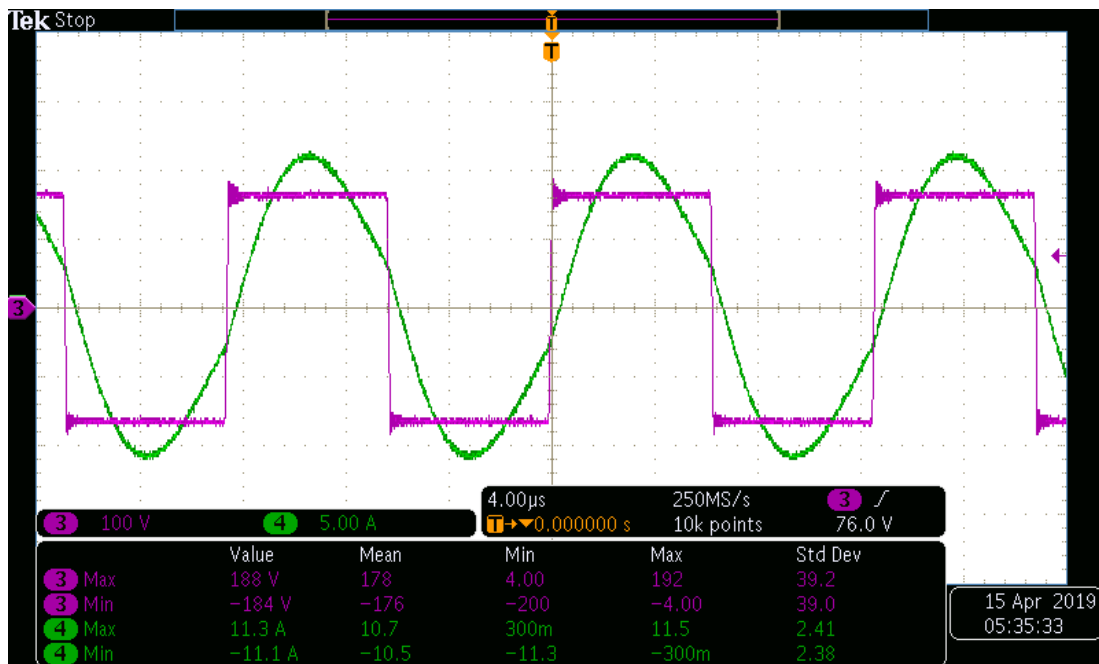 Tek Stop
T
T
3
3 100 V 4 5.00 A
4.00µs 250MS/s 3 ∫
T→▼0.000000 s 10k points 76.0 V
Value Mean Min Max Std Dev
3 Max 188 V 178 4.00 192 39.2
3 Min −184 V −176 −200 −4.00 39.0
4 Max 11.3 A 10.7 300m 11.5 2.41
4 Min −11.1 A −10.5 −11.3 −300m 2.38
15 Apr 2019
05:35:33